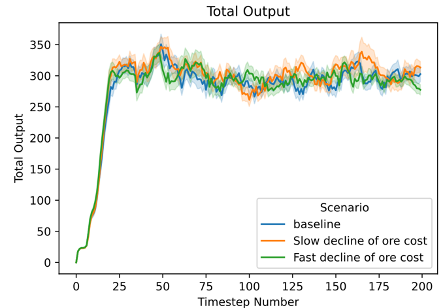 Total Output
Total Output
350
300
250
200
150
100
50
0
0 25 50 75 100 125 150 175 200
Timestep Number
Scenario
baseline
Slow decline of ore cost
Fast decline of ore cost